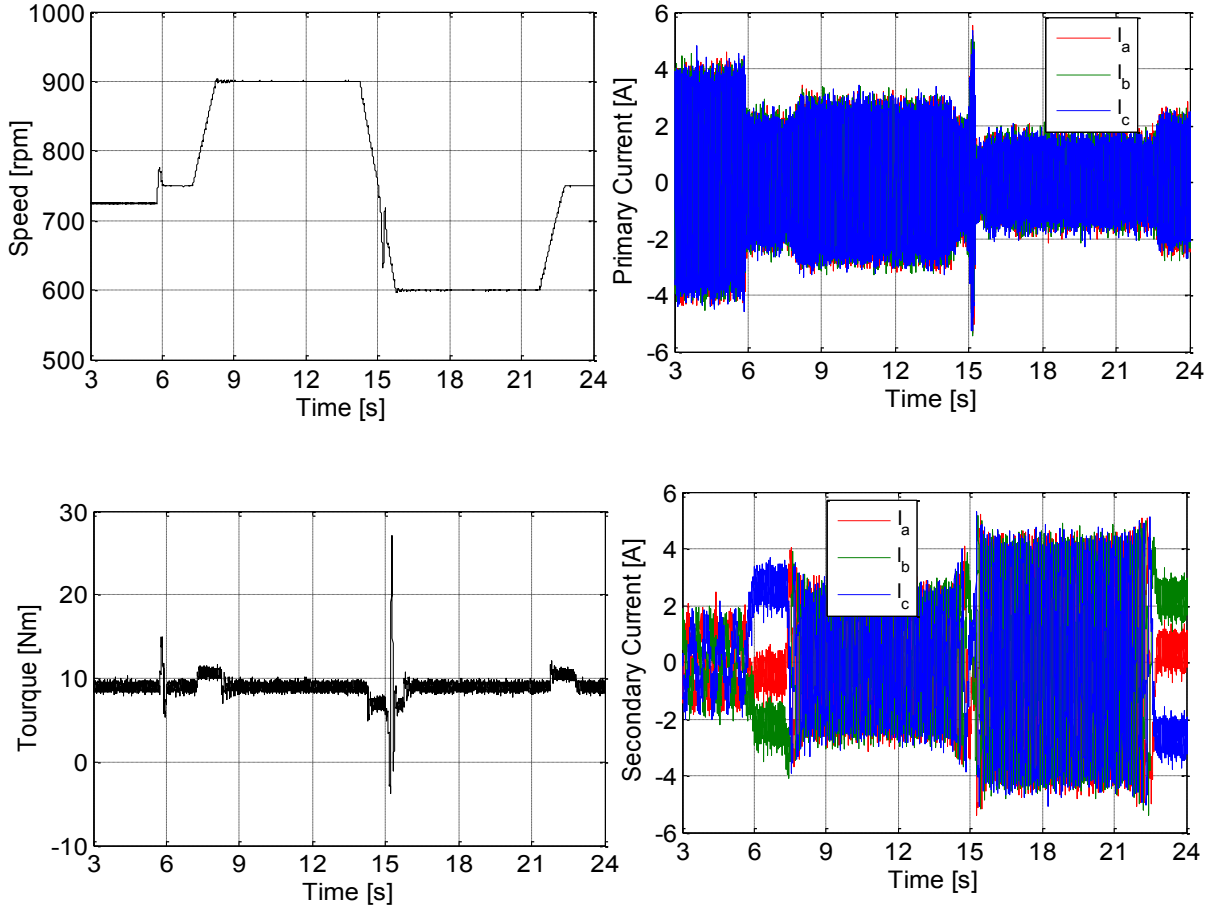 1000
900
800
700
600
500
Speed [rpm]
3 6 9 12 15 18 21 24
Time [s]
6
4
2
0
-2
-4
-6
Primary Current [A]
I_a
I_b
I_c
3 6 9 12 15 18 21 24
Time [s]
30
20
10
0
-10
Tourque [Nm]
3 6 9 12 15 18 21 24
Time [s]
6
4
2
0
-2
-4
-6
Secondary Current [A]
I_a
I_b
I_c
3 6 9 12 15 18 21 24
Time [s]